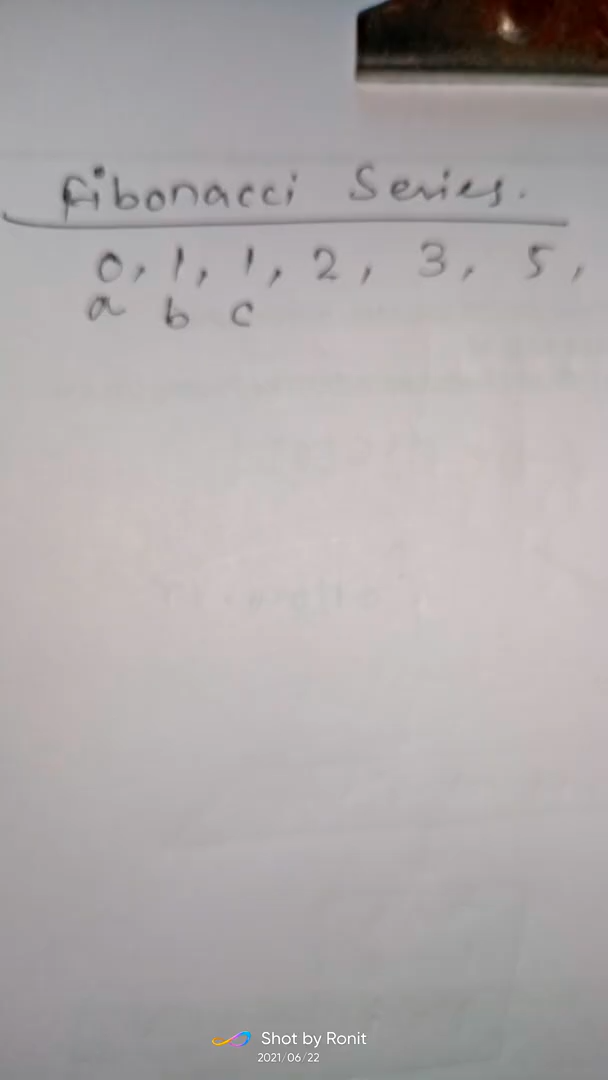 Fibonacci Series.
0, 1, 1, 2, 3, 5,
a b c
Shot by Ronit
2021/06/22